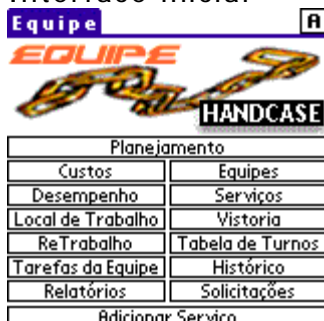 Interface Inicial
Equipe A
EQUIPE
HANDCASE
Planejamento
Custos Equipes
Desempenho Serviços
Local de Trabalho Vistoria
ReTrabalho Tabela de Turnos
Tarefas da Equipe Histórico
Relatórios Solicitações
Adicionar Serviço